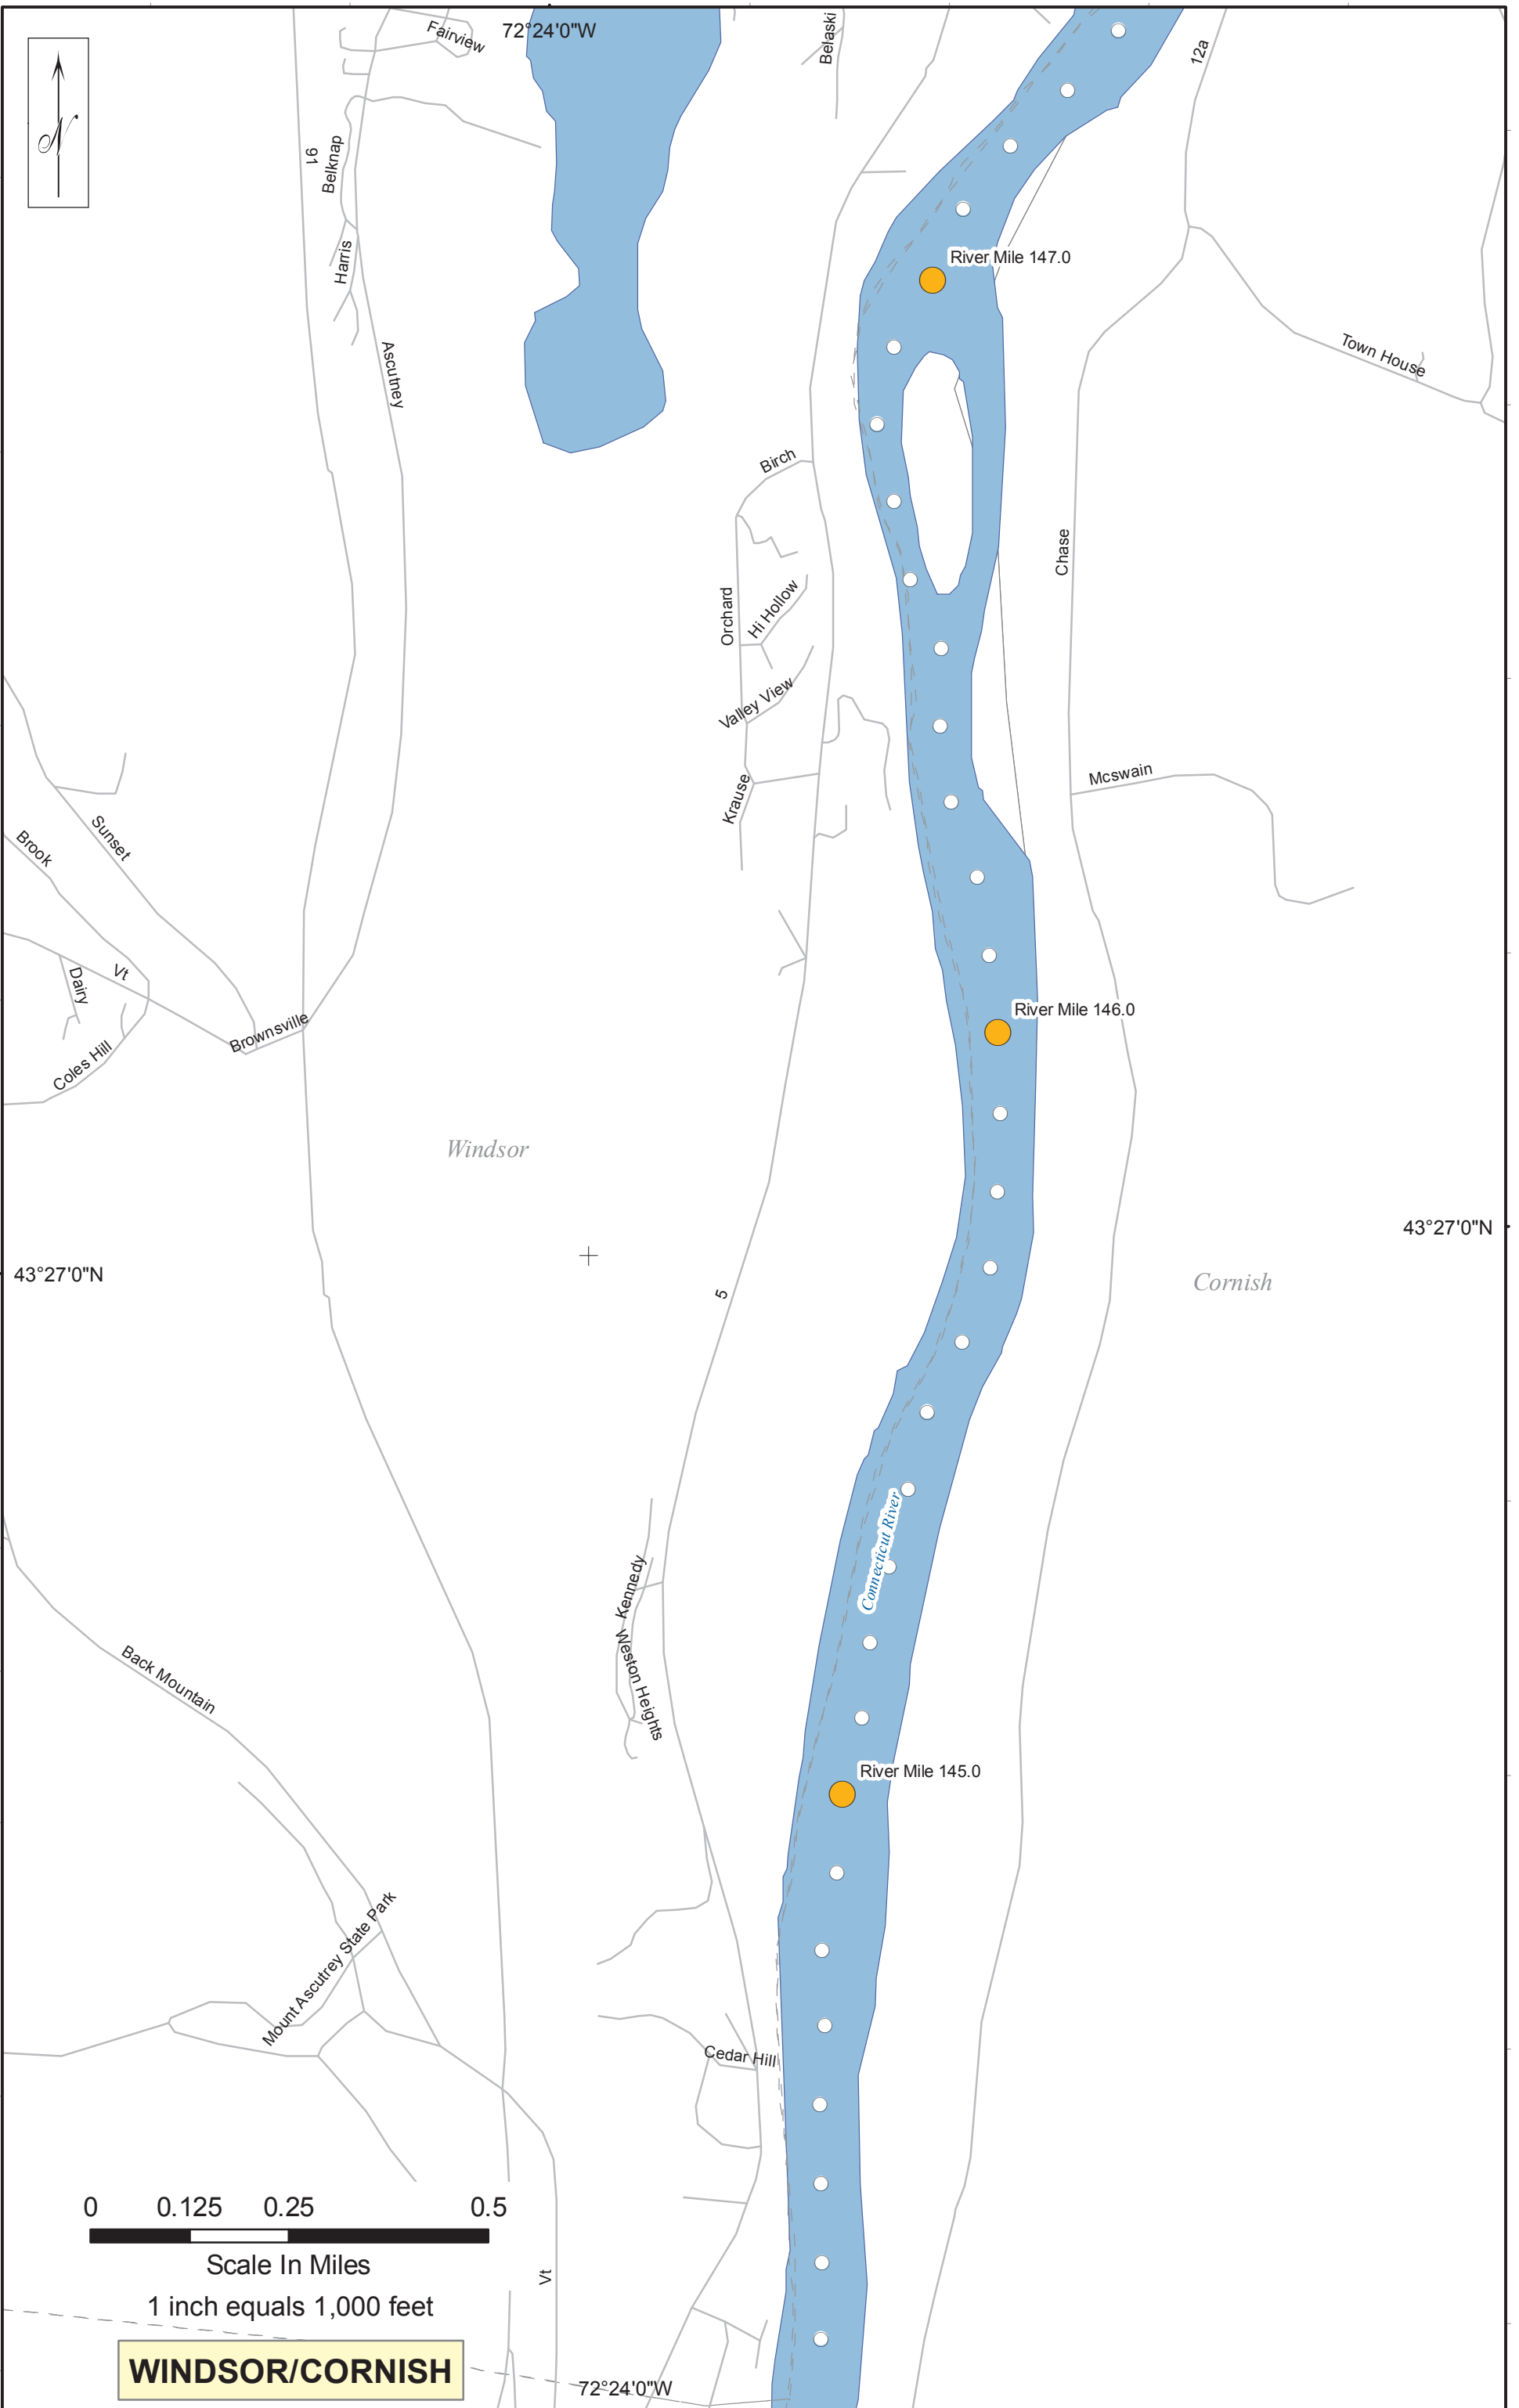 72°24'0"W
Fairview
Belaski
12a
N
91
Belknap
Harris
River Mile 147.0
Ascutney
Town House
Birch
Chase
Orchard
Hi Hollow
Valley View
Krause
Mcswain
Sunset
Brook
Vt
Dairy
Brownsville
Coles Hill
River Mile 146.0
Windsor
43°27'0"N
43°27'0"N
Cornish
5
Connecticut River
Kennedy
Weston Heights
Back Mountain
River Mile 145.0
Mount Ascutrey State Park
Cedar Hill
0 0.125 0.25 0.5
Scale In Miles
1 inch equals 1,000 feet
Vt
WINDSOR/CORNISH
72°24'0"W